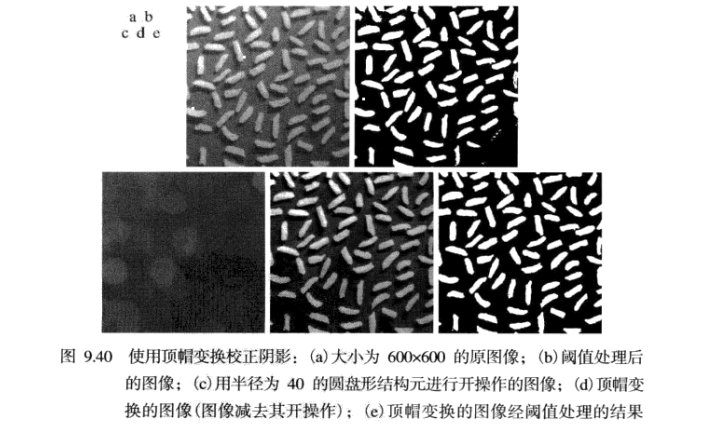 a b
c d e
图 9.40 使用顶帽变换校正阴影；(a)大小为 600×600 的原图像；(b)阈值处理后
的图像；(c)用半径为 40 的圆盘形结构元进行开操作的图像；(d)顶帽变
换的图像(图像减去其开操作)；(e)顶帽变换的图像经阈值处理的结果